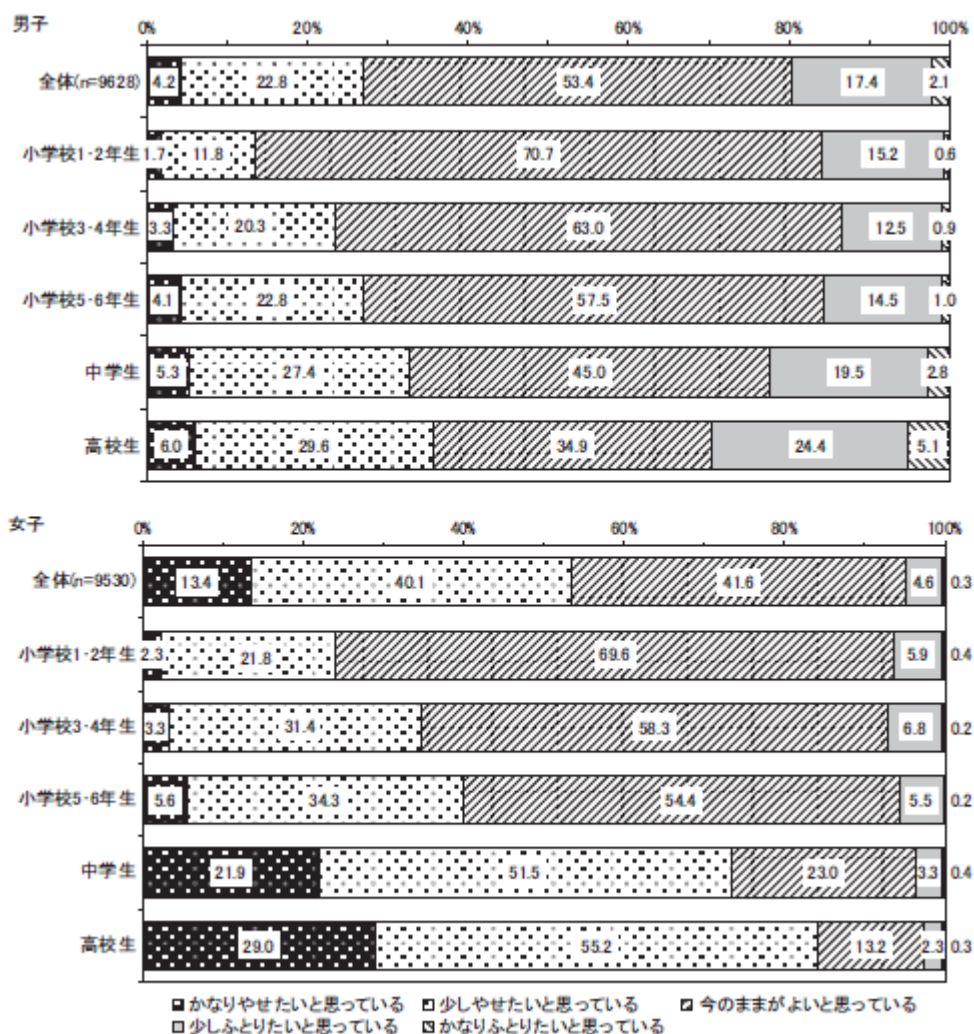 男子
0% 20% 40% 60% 80% 100%
全体(n=9628) 4.2 22.8 53.4 17.4 2.1
小学校1・2年生 1.7 11.8 70.7 15.2 0.6
小学校3・4年生 3.3 20.3 63.0 12.5 0.9
小学校5・6年生 4.1 22.8 57.5 14.5 1.0
中学生 5.3 27.4 45.0 19.5 2.8
高校生 6.0 29.6 34.9 24.4 5.1
女子
0% 20% 40% 60% 80% 100%
全体(n=9530) 13.4 40.1 41.6 4.6 0.3
小学校1・2年生 2.3 21.8 69.6 5.9 0.4
小学校3・4年生 3.3 31.4 58.3 6.8 0.2
小学校5・6年生 5.6 34.3 54.4 5.5 0.2
中学生 21.9 51.5 23.0 3.3 0.4
高校生 29.0 55.2 13.2 2.3 0.3
かなりやせたいと思っている 少しやせたいと思っている 今のままがよいと思っている
少しふとりたいと思っている かなりふとりたいと思っている